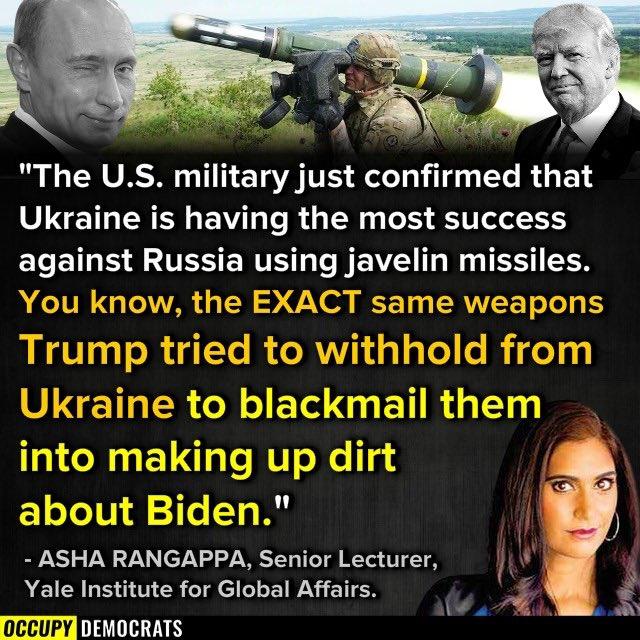 "The U.S. military just confirmed that
Ukraine is having the most success
against Russia using javelin missiles.
You know, the EXACT same weapons
Trump tried to withhold from
Ukraine to blackmail them
into making up dirt
about Biden."
- ASHA RANGAPPA, Senior Lecturer,
Yale Institute for Global Affairs.
OCCUPY DEMOCRATS